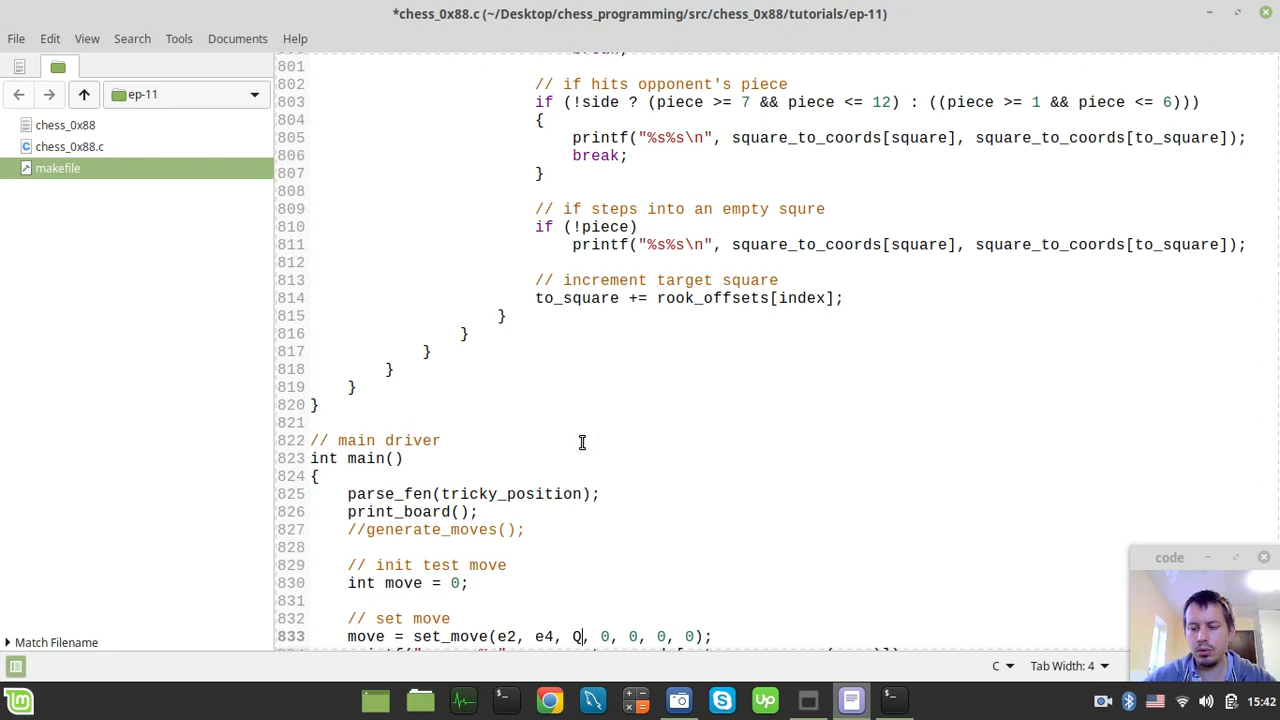 *chess_0x88.c (~/Desktop/chess_programming/src/chess_0x88/tutorials/ep-11)
File Edit View Search Tools Documents Help
ep-11
chess_0x88
chess_0x88.c
makefile
Match Filename
break;
801
802 // if hits opponent's piece
803 if (!side ? (piece >= 7 && piece <= 12) : ((piece >= 1 && piece <= 6)))
804 {
805 printf("%s%s\n", square_to_coords[square], square_to_coords[to_square]);
806 break;
807 }
808
809 // if steps into an empty squre
810 if (!piece)
811 printf("%s%s\n", square_to_coords[square], square_to_coords[to_square]);
812
813 // increment target square
814 to_square += rook_offsets[index];
815 }
816 }
817 }
818 }
819 }
820 }
821
822 // main driver
823 int main()
824 {
825 parse_fen(tricky_position);
826 print_board();
827 //generate_moves();
828
829 // init test move
830 int move = 0;
831
832 // set move
833 move = set_move(e2, e4, Q, 0, 0, 0, 0);
code
C Tab Width: 4
15:42